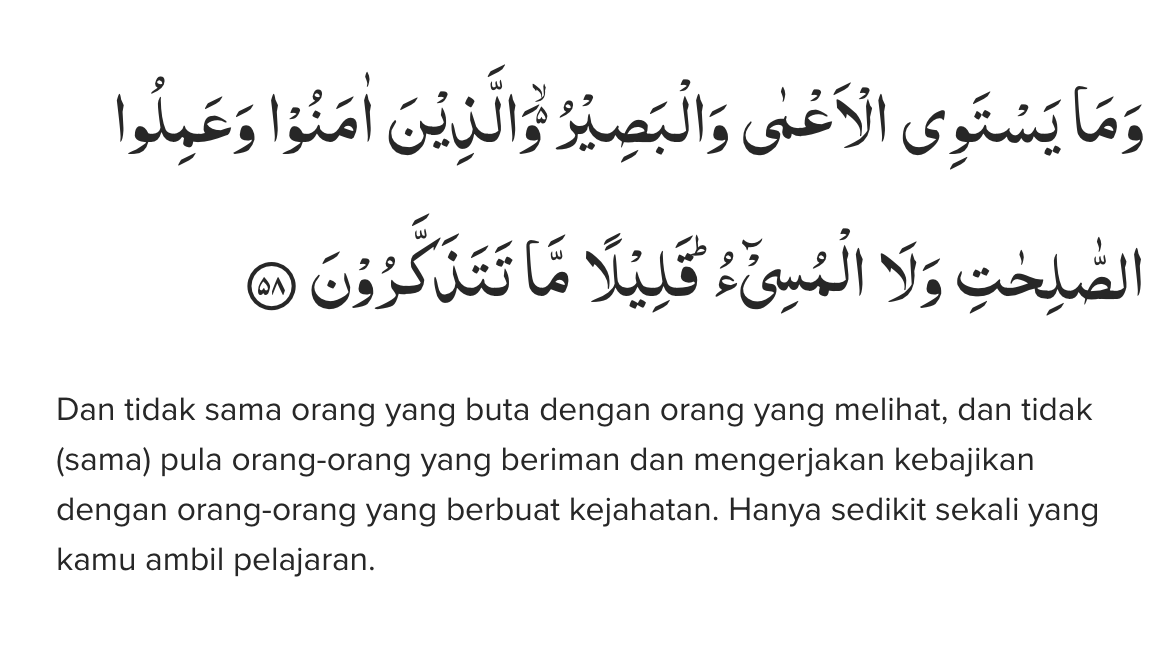 وَمَا يَسْتَوِى الْاَعْمٰى وَالْبَصِيْرُ ەۙ وَالَّذِيْنَ اٰمَنُوْا وَعَمِلُوا
الصّٰلِحٰتِ وَلَا الْمُسِيْۤءُ ۗقَلِيْلًا مَّا تَتَذَكَّرُوْنَ ۝٥٨
Dan tidak sama orang yang buta dengan orang yang melihat, dan tidak
(sama) pula orang-orang yang beriman dan mengerjakan kebajikan
dengan orang-orang yang berbuat kejahatan. Hanya sedikit sekali yang
kamu ambil pelajaran.